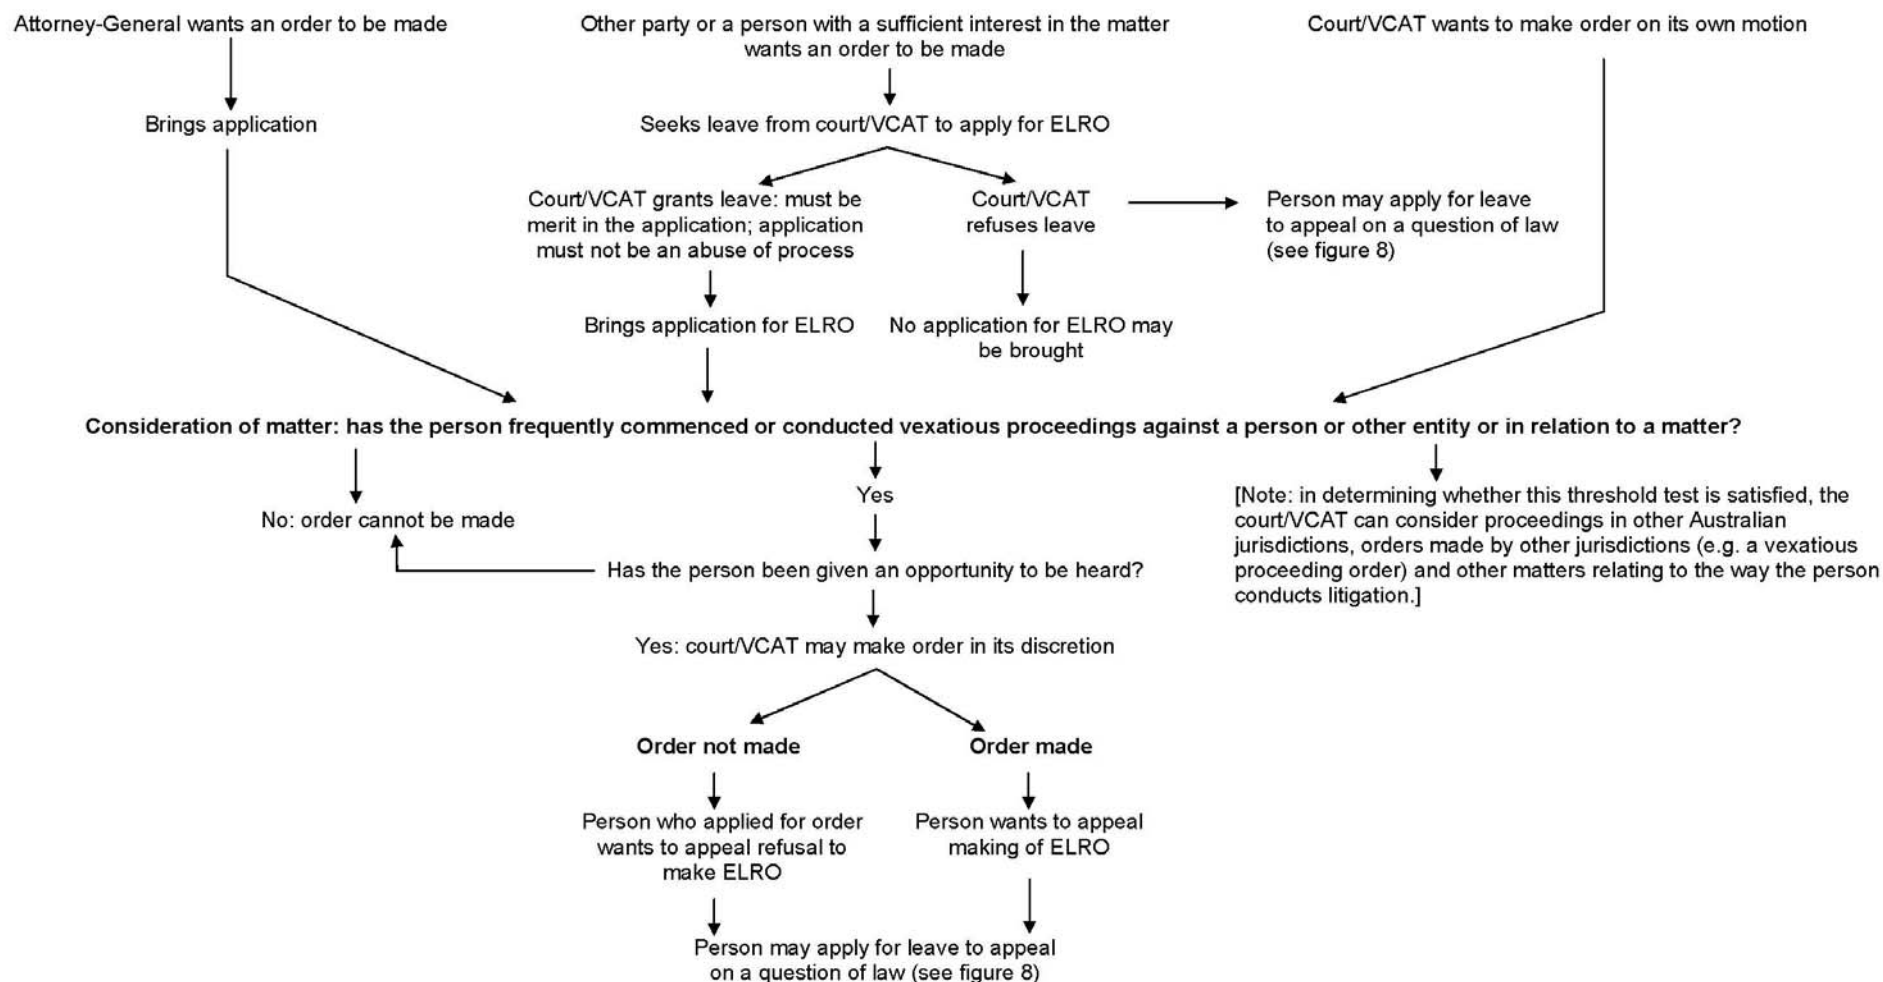 Attorney-General wants an order to be made
Other party or a person with a sufficient interest in the matter
wants an order to be made
Court/VCAT wants to make order on its own motion
Brings application
Seeks leave from court/VCAT to apply for ELRO
Court/VCAT grants leave: must be
merit in the application; application
must not be an abuse of process
Court/VCAT
refuses leave
Person may apply for leave
to appeal on a question of law
(see figure 8)
Brings application for ELRO
No application for ELRO may
be brought
Consideration of matter: has the person frequently commenced or conducted vexatious proceedings against a person or other entity or in relation to a matter?
No: order cannot be made
Yes
[Note: in determining whether this threshold test is satisfied, the
court/VCAT can consider proceedings in other Australian
jurisdictions, orders made by other jurisdictions (e.g. a vexatious
proceeding order) and other matters relating to the way the person
conducts litigation.]
Has the person been given an opportunity to be heard?
Yes: court/VCAT may make order in its discretion
Order not made
Order made
Person who applied for order
wants to appeal refusal to
make ELRO
Person wants to appeal
making of ELRO
Person may apply for leave to appeal
on a question of law (see figure 8)